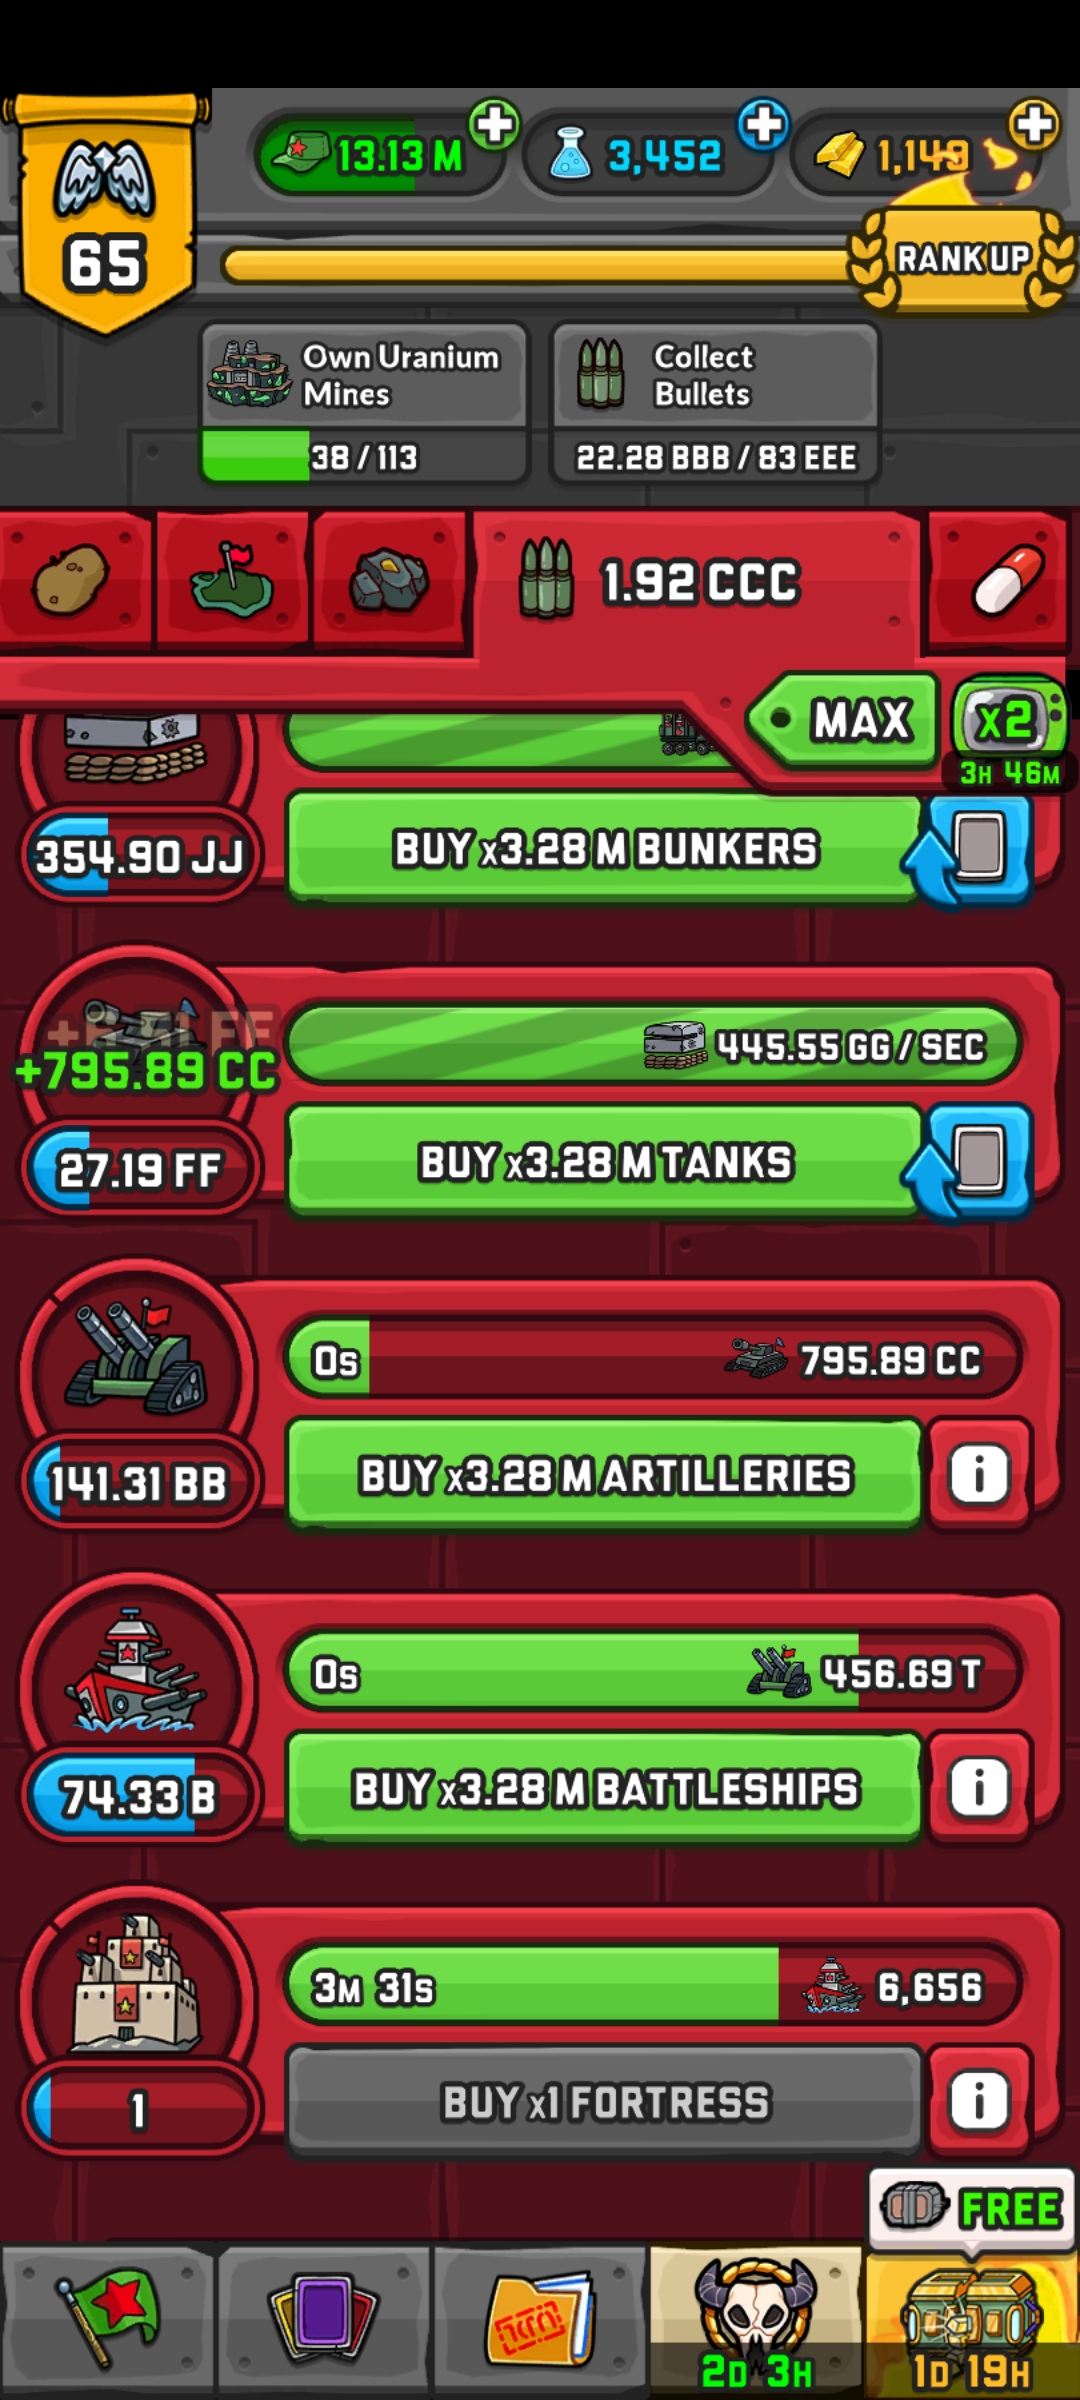 13.13 M
3,452
1,149
65
RANK UP
Own Uranium
Mines
38 / 113
Collect
Bullets
22.28 BBB / 83 EEE
1.92 CCC
MAX
x2
3H 46M
354.90 JJ
BUY x3.28 M BUNKERS
+795.89 CC
445.55 GG / SEC
27.19 FF
BUY x3.28 M TANKS
0s
795.89 CC
141.31 BB
BUY x3.28 M ARTILLERIES
i
0s
456.69 T
74.33 B
BUY x3.28 M BATTLESHIPS
i
3M 31s
6,656
1
BUY x1 FORTRESS
i
FREE
2D 3H
1D 19H